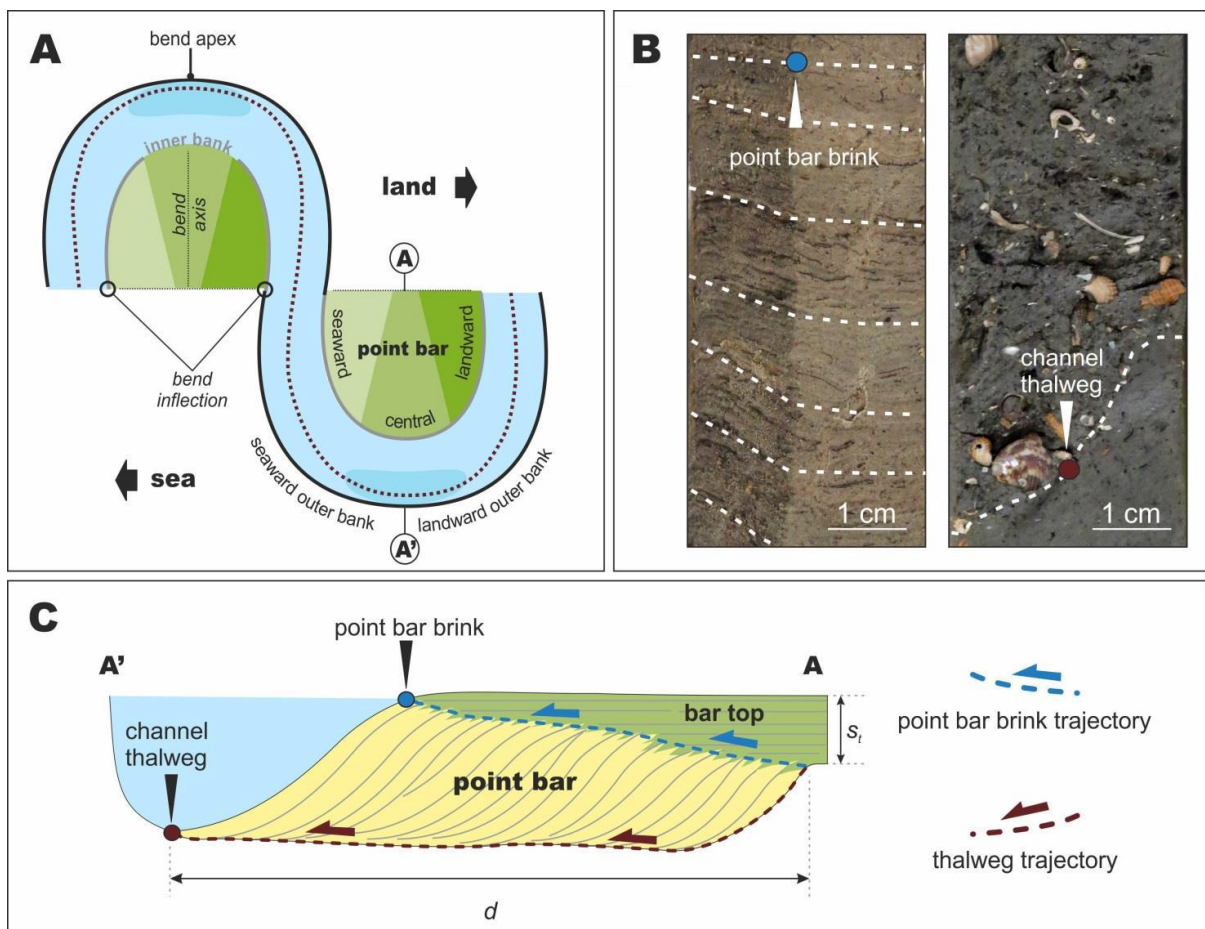 A
bend apex
inner bank
bend
axis
land
A
seaward
point bar
landward
central
bend
inflection
sea
seaward outer bank
landward outer bank
A'
B
point bar brink
1 cm
channel
thalweg
1 cm
C
point bar brink
A'
A
channel
thalweg
bar top
sₜ
point bar
d
point bar brink trajectory
thalweg trajectory